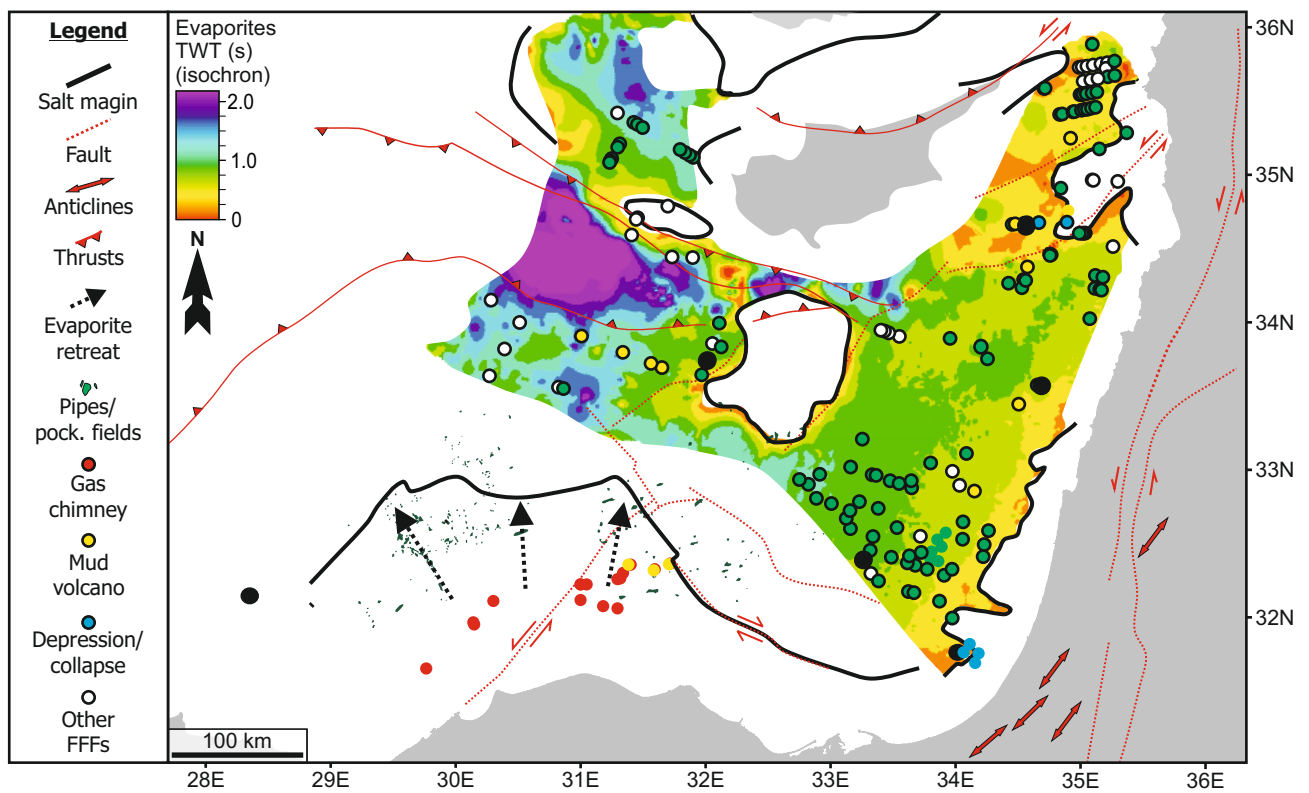 Legend
Salt magin
Fault
Anticlines
Thrusts
Evaporite
retreat
Pipes/
pock. fields
Gas
chimney
Mud
volcano
Depression/
collapse
Other
FFFs
Evaporites
TWT (s)
(isochron)
2.0
1.0
0
N
100 km
36N
35N
34N
33N
32N
28E
29E
30E
31E
32E
33E
34E
35E
36E